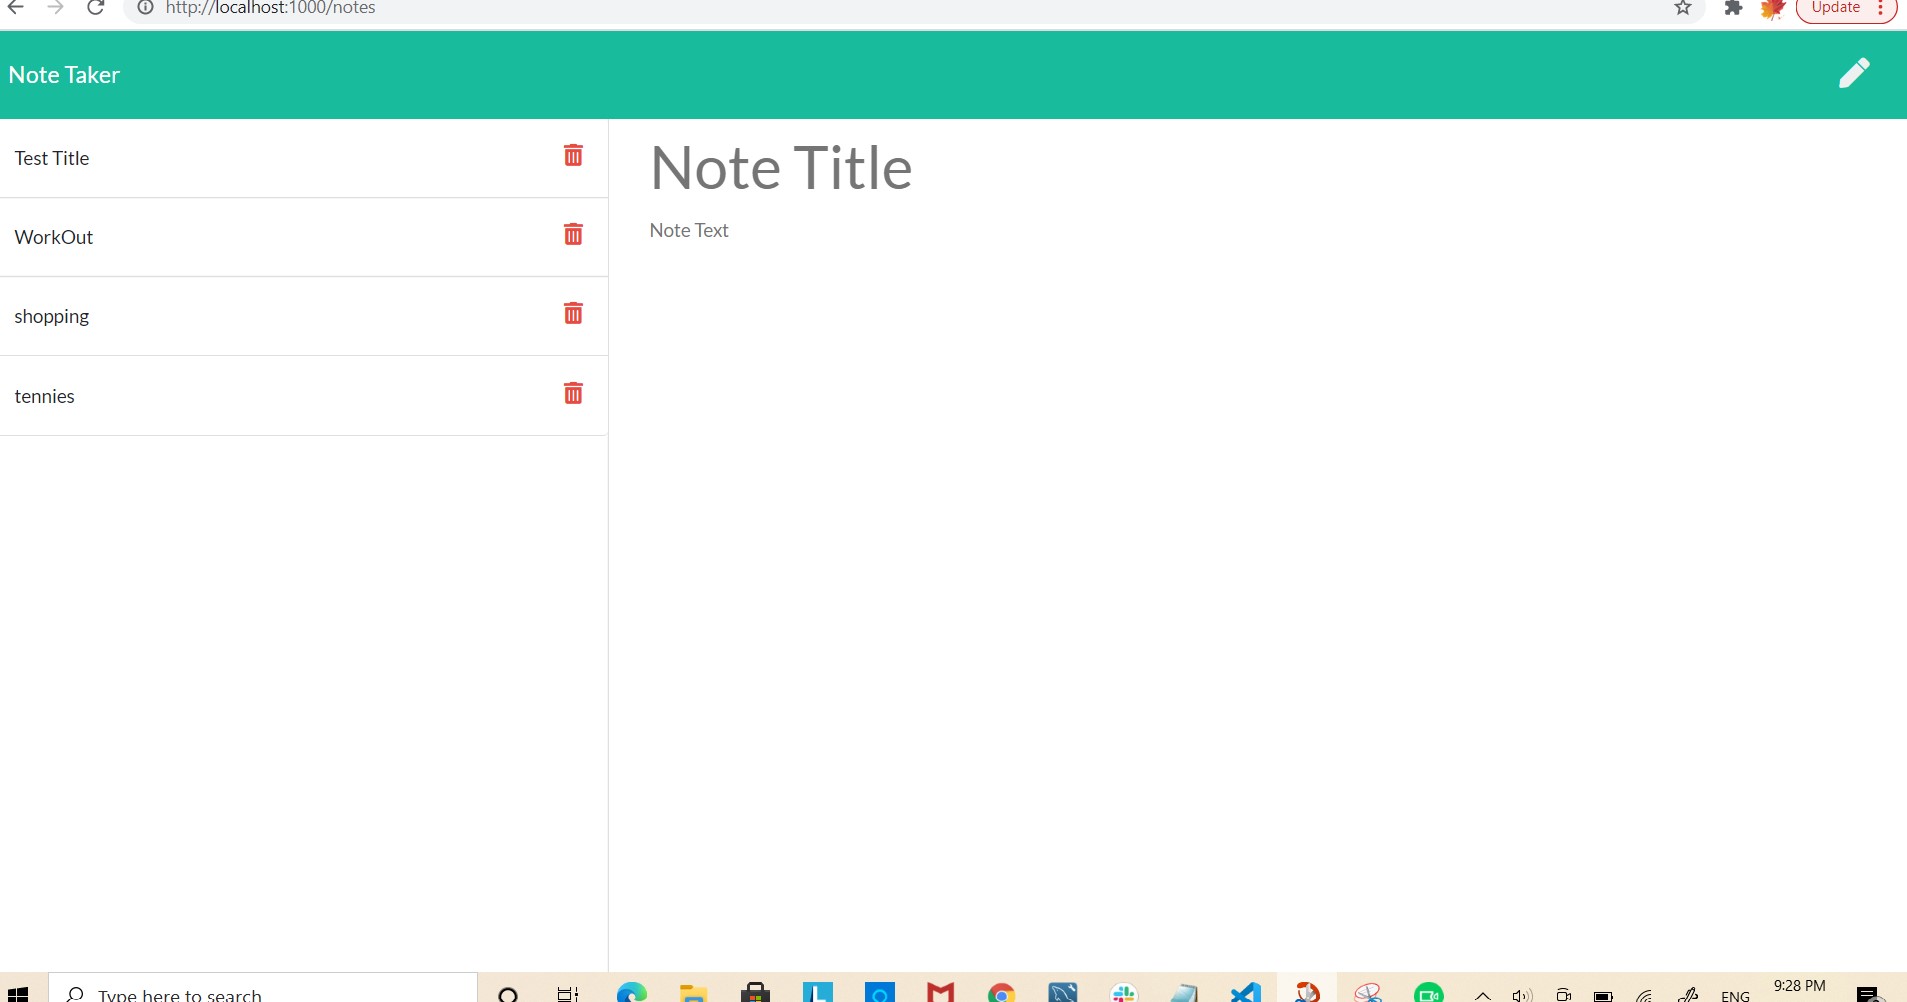 http://localhost:1000/notes
Update
Note Taker
Test Title
WorkOut
shopping
tennies
Note Title
Note Text
Type here to search
ENG
9:28 PM